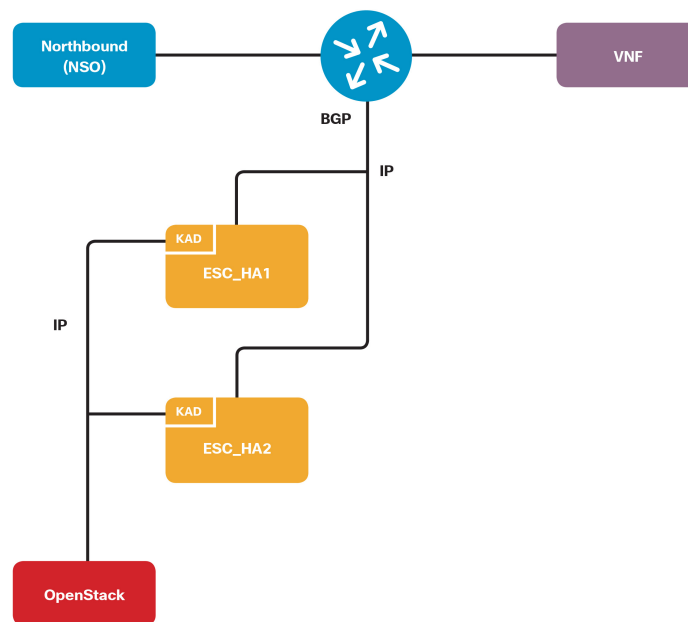 Northbound
(NSO)
VNF
BGP
IP
KAD
ESC_HA1
IP
KAD
ESC_HA2
OpenStack